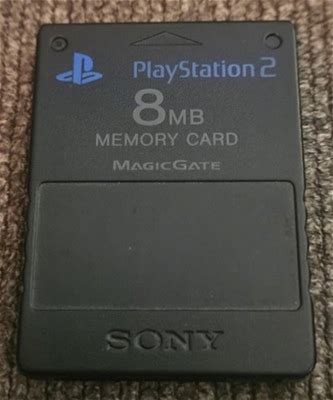 PlayStation 2
8MB
MEMORY CARD
MAGICGATE
SONY